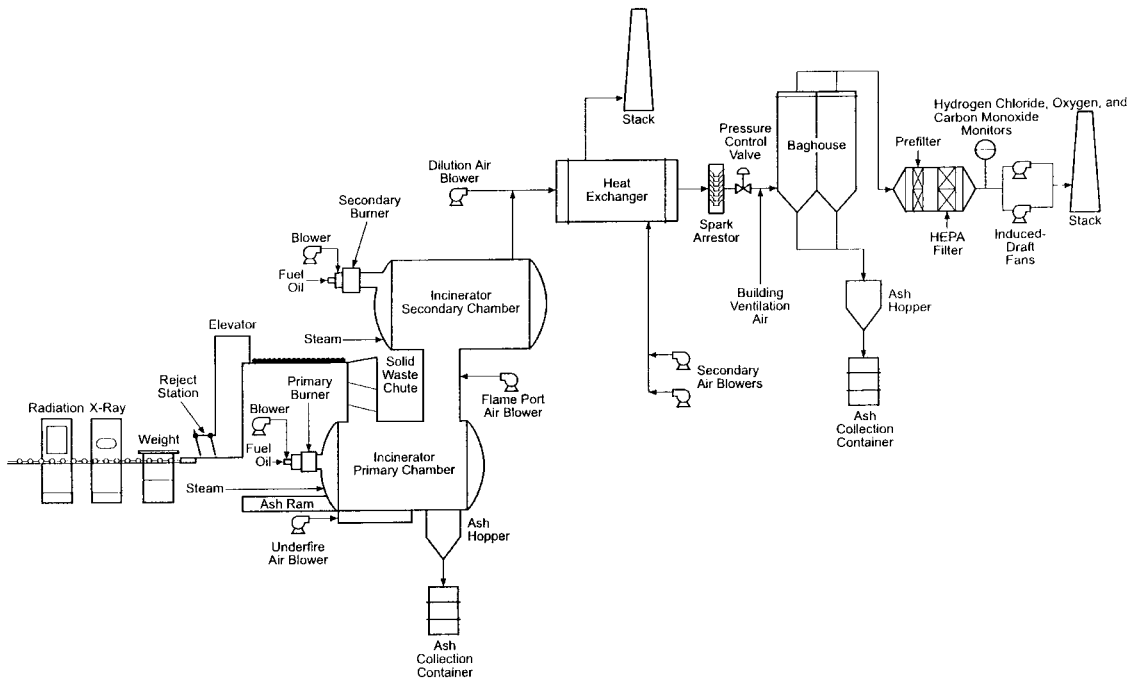 Stack
Hydrogen Chloride, Oxygen, and
Carbon Monoxide
Monitors
Pressure
Control
Valve
Baghouse
Prefilter
Dilution Air
Blower
Heat
Exchanger
Secondary
Burner
Blower
Fuel
Oil
Spark
Arrestor
HEPA
Filter
Induced-
Draft
Fans
Stack
Incinerator
Secondary Chamber
Building
Ventilation
Air
Ash
Hopper
Elevator
Steam
Solid
Waste
Chute
Secondary
Air Blowers
Reject
Station
Primary
Burner
Flame Port
Air Blower
Ash
Collection
Container
Radiation
X-Ray
Weight
Blower
Fuel
Oil
Incinerator
Primary Chamber
Steam
Ash Ram
Underfire
Air Blower
Ash
Hopper
Ash
Collection
Container